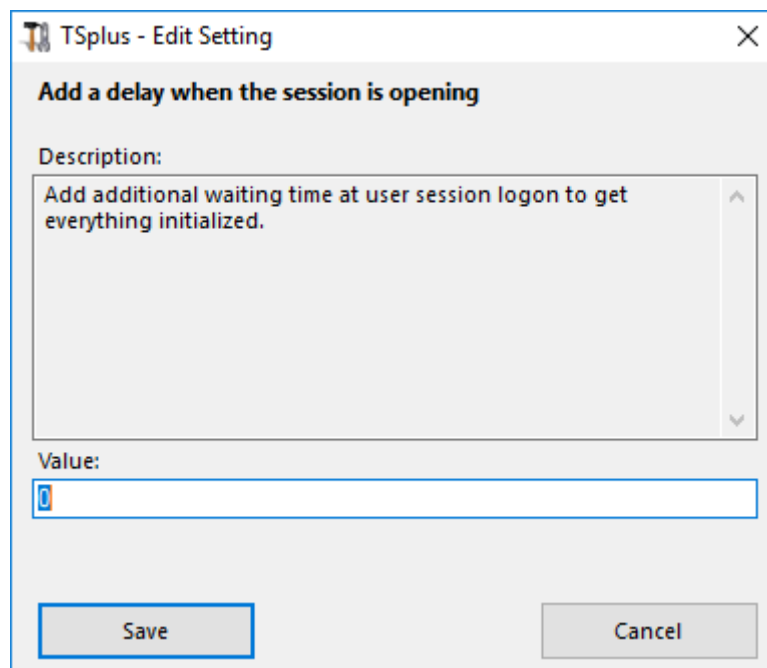 TSplus - Edit Setting
Add a delay when the session is opening
Description:
Add additional waiting time at user session logon to get
everything initialized.
Value:
0
Save
Cancel